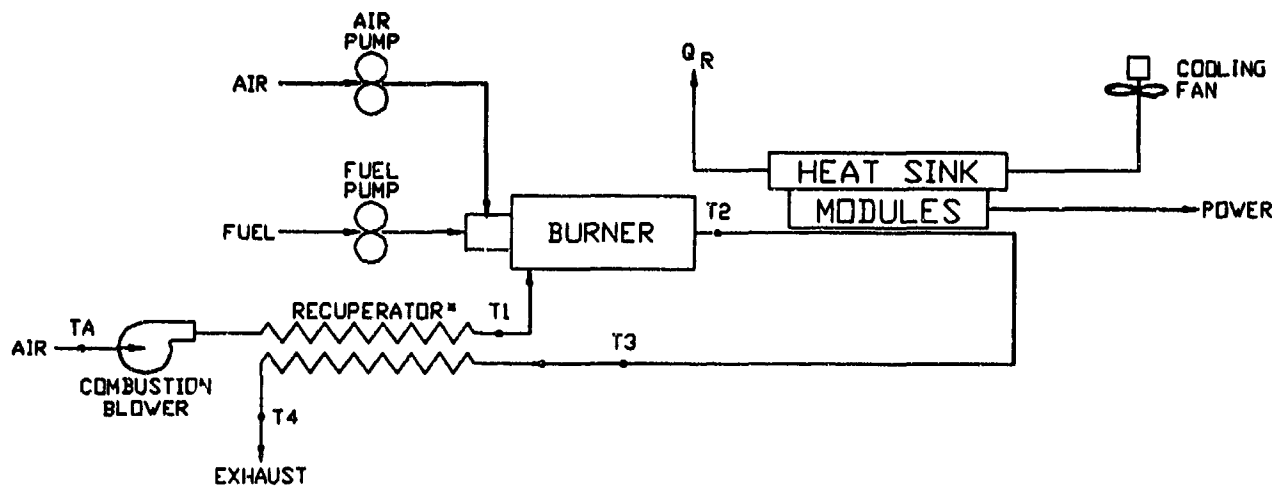 AIR
PUMP
AIR
Q R
COOLING
FAN
HEAT SINK
MODULES
POWER
FUEL
PUMP
FUEL
BURNER
T2
RECUPERATOR*
T1
TA
AIR
T3
COMBUSTION
BLOWER
T4
EXHAUST